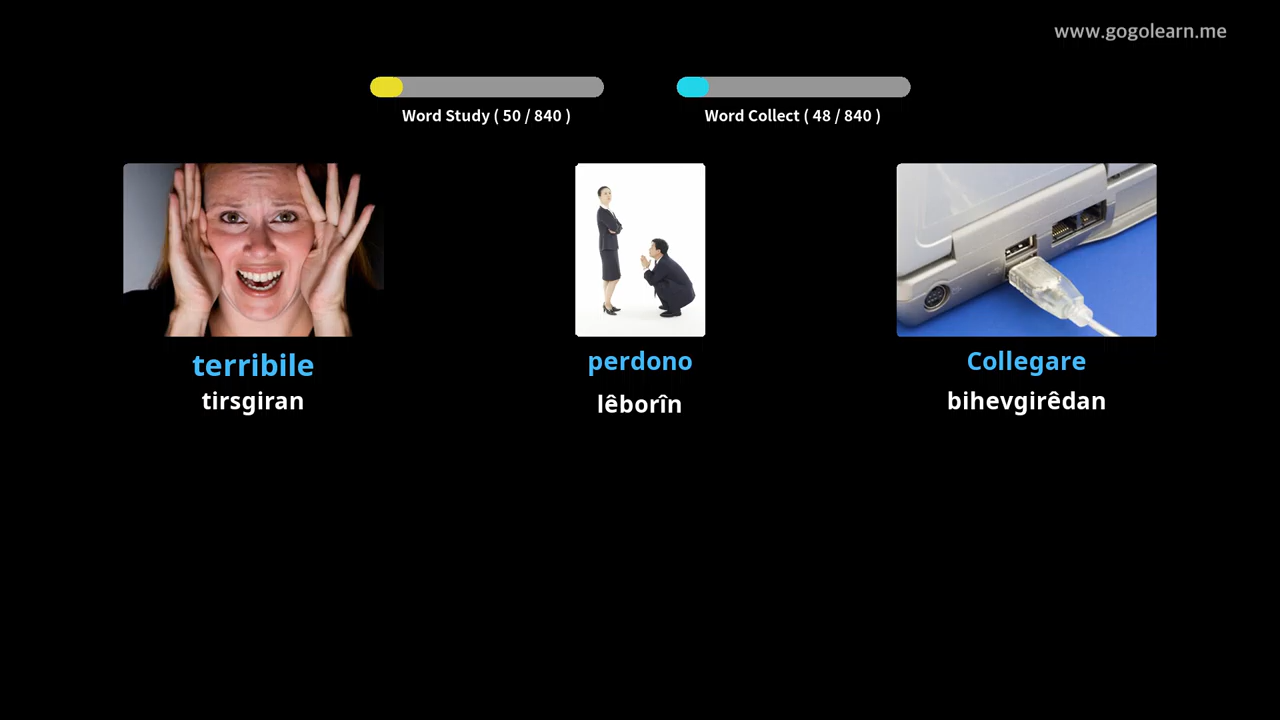 www.gogolearn.me
Word Study ( 50 / 840 )
Word Collect ( 48 / 840 )
terribile
tirsgiran
perdono
lêborîn
Collegare
bihevgirêdan